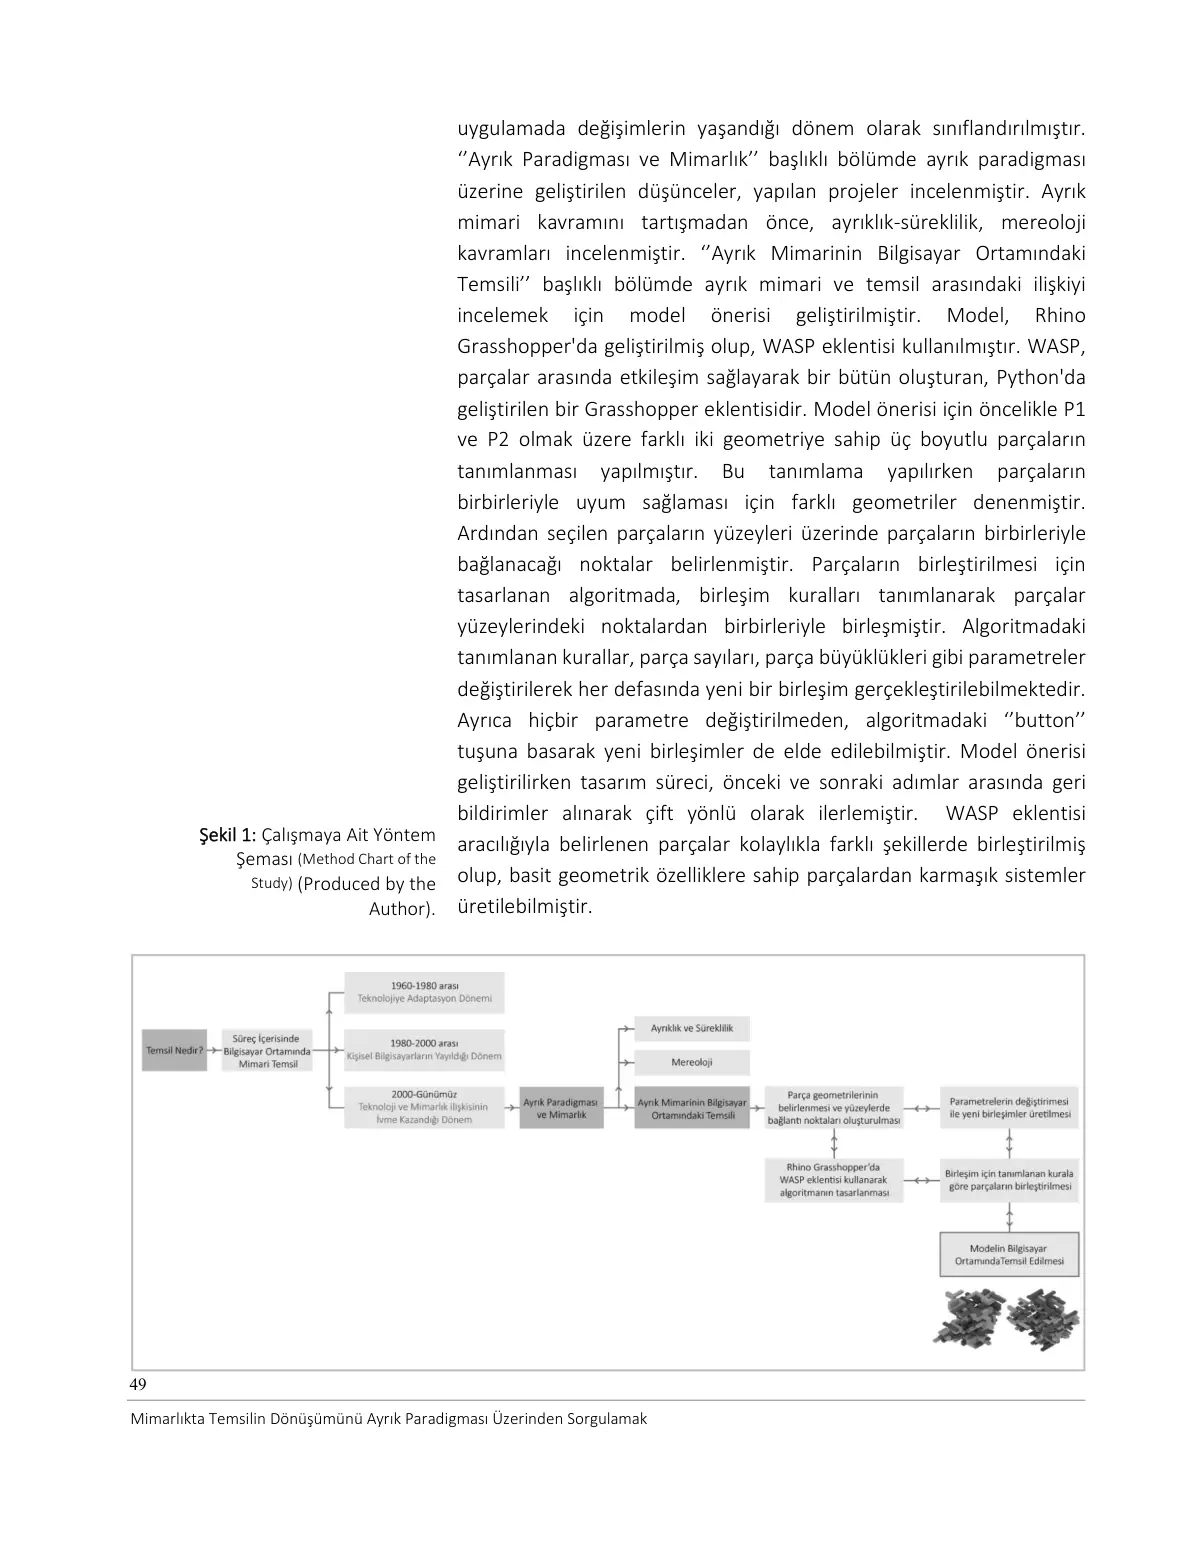 uygulamada değişimlerin yaşandığı dönem olarak sınıflandırılmıştır.
‘’Ayrık Paradigması ve Mimarlık’’ başlıklı bölümde ayrık paradigması
üzerine geliştirilen düşünceler, yapılan projeler incelenmiştir. Ayrık
mimari kavramını tartışmadan önce, ayrıklık-süreklilik, mereoloji
kavramları incelenmiştir. ‘’Ayrık Mimarinin Bilgisayar Ortamındaki
Temsili’’ başlıklı bölümde ayrık mimari ve temsil arasındaki ilişkiyi
incelemek için model önerisi geliştirilmiştir. Model, Rhino
Grasshopper'da geliştirilmiş olup, WASP eklentisi kullanılmıştır. WASP,
parçalar arasında etkileşim sağlayarak bir bütün oluşturan, Python'da
geliştirilen bir Grasshopper eklentisidir. Model önerisi için öncelikle P1
ve P2 olmak üzere farklı iki geometriye sahip üç boyutlu parçaların
tanımlanması yapılmıştır. Bu tanımlama yapılırken parçaların
birbirleriyle uyum sağlaması için farklı geometriler denenmiştir.
Ardından seçilen parçaların yüzeyleri üzerinde parçaların birbirleriyle
bağlanacağı noktalar belirlenmiştir. Parçaların birleştirilmesi için
tasarlanan algoritmada, birleşim kuralları tanımlanarak parçalar
yüzeylerindeki noktalardan birbirleriyle birleşmiştir. Algoritmadaki
tanımlanan kurallar, parça sayıları, parça büyüklükleri gibi parametreler
değiştirilerek her defasında yeni bir birleşim gerçekleştirilebilmektedir.
Ayrıca hiçbir parametre değiştirilmeden, algoritmadaki ‘’button’’
tuşuna basarak yeni birleşimler de elde edilebilmiştir. Model önerisi
geliştirilirken tasarım süreci, önceki ve sonraki adımlar arasında geri
bildirimler alınarak çift yönlü olarak ilerlemiştir. WASP eklentisi
aracılığıyla belirlenen parçalar kolaylıkla farklı şekillerde birleştirilmiş
olup, basit geometrik özelliklere sahip parçalardan karmaşık sistemler
üretilebilmiştir.
Şekil 1: Çalışmaya Ait Yöntem
Şeması (Method Chart of the
Study) (Produced by the
Author).
Temsil Nedir?
Süreç İçerisinde
Bilgisayar Ortamında
Mimari Temsil
1960-1980 arası
Teknolojiye Adaptasyon Dönemi
1980-2000 arası
Kişisel Bilgisayarların Yayıldığı Dönem
2000-Günümüz
Teknoloji ve Mimarlık ilişkisinin
İvme Kazandığı Dönem
Ayrık Paradigması
ve Mimarlık
Ayrıklık ve Süreklilik
Mereoloji
Ayrık Mimarinin Bilgisayar
Ortamındaki Temsili
Parça geometrilerinin
belirlenmesi ve yüzeylerde
bağlantı noktaları oluşturulması
Parametrelerin değiştirimesi
ile yeni birleşimler üretilmesi
Rhino Grasshopper’da
WASP eklentisi kullanarak
algoritmanın tasarlanması
Birleşim için tanımlanan kurala
göre parçaların birleştirilmesi
Modelin Bilgisayar
OrtamındaTemsil Edilmesi
49
Mimarlıkta Temsilin Dönüşümünü Ayrık Paradigması Üzerinden Sorgulamak